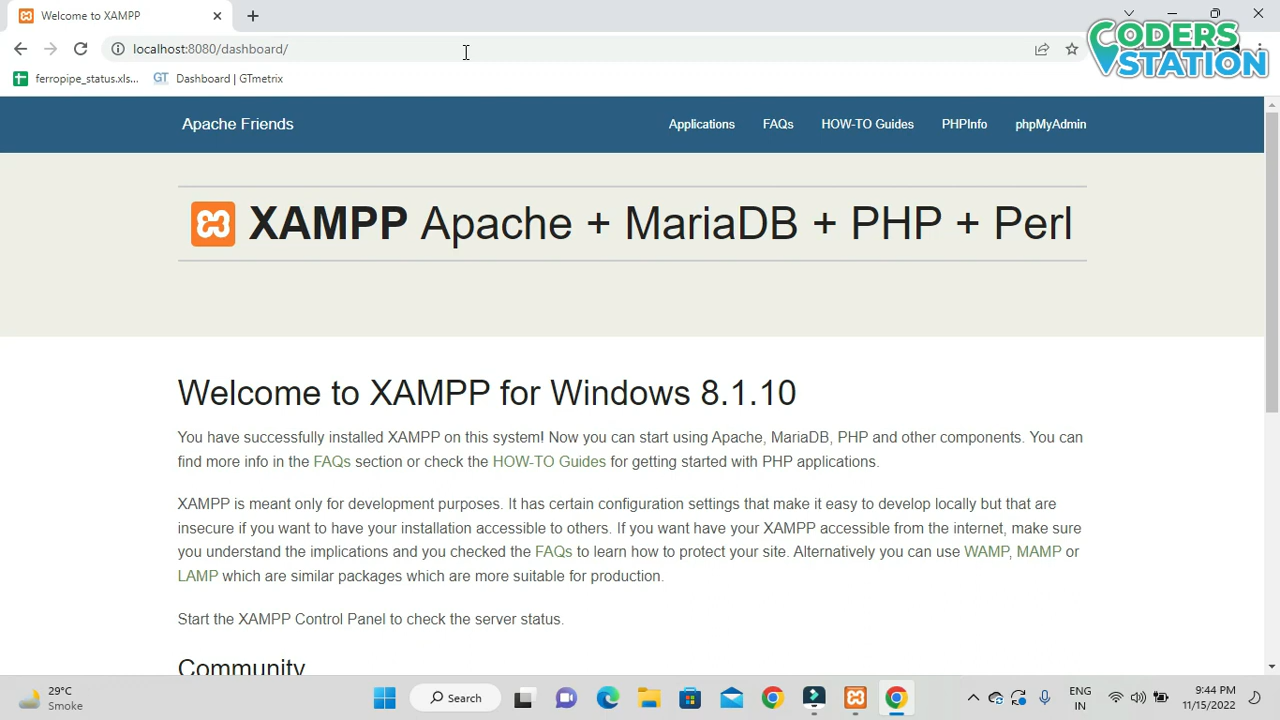 Welcome to XAMPP
localhost:8080/dashboard/
CODERS
STATION
ferropipe_status.xls...
GT
Dashboard | GTmetrix
Apache Friends
Applications
FAQs
HOW-TO Guides
PHPInfo
phpMyAdmin
XAMPP Apache + MariaDB + PHP + Perl
Welcome to XAMPP for Windows 8.1.10
You have successfully installed XAMPP on this system! Now you can start using Apache, MariaDB, PHP and other components. You can
find more info in the FAQs section or check the HOW-TO Guides for getting started with PHP applications.
XAMPP is meant only for development purposes. It has certain configuration settings that make it easy to develop locally but that are
insecure if you want to have your installation accessible to others. If you want have your XAMPP accessible from the internet, make sure
you understand the implications and you checked the FAQs to learn how to protect your site. Alternatively you can use WAMP, MAMP or
LAMP which are similar packages which are more suitable for production.
Start the XAMPP Control Panel to check the server status.
Community
29°C
Smoke
Search
ENG
IN
9:44 PM
11/15/2022